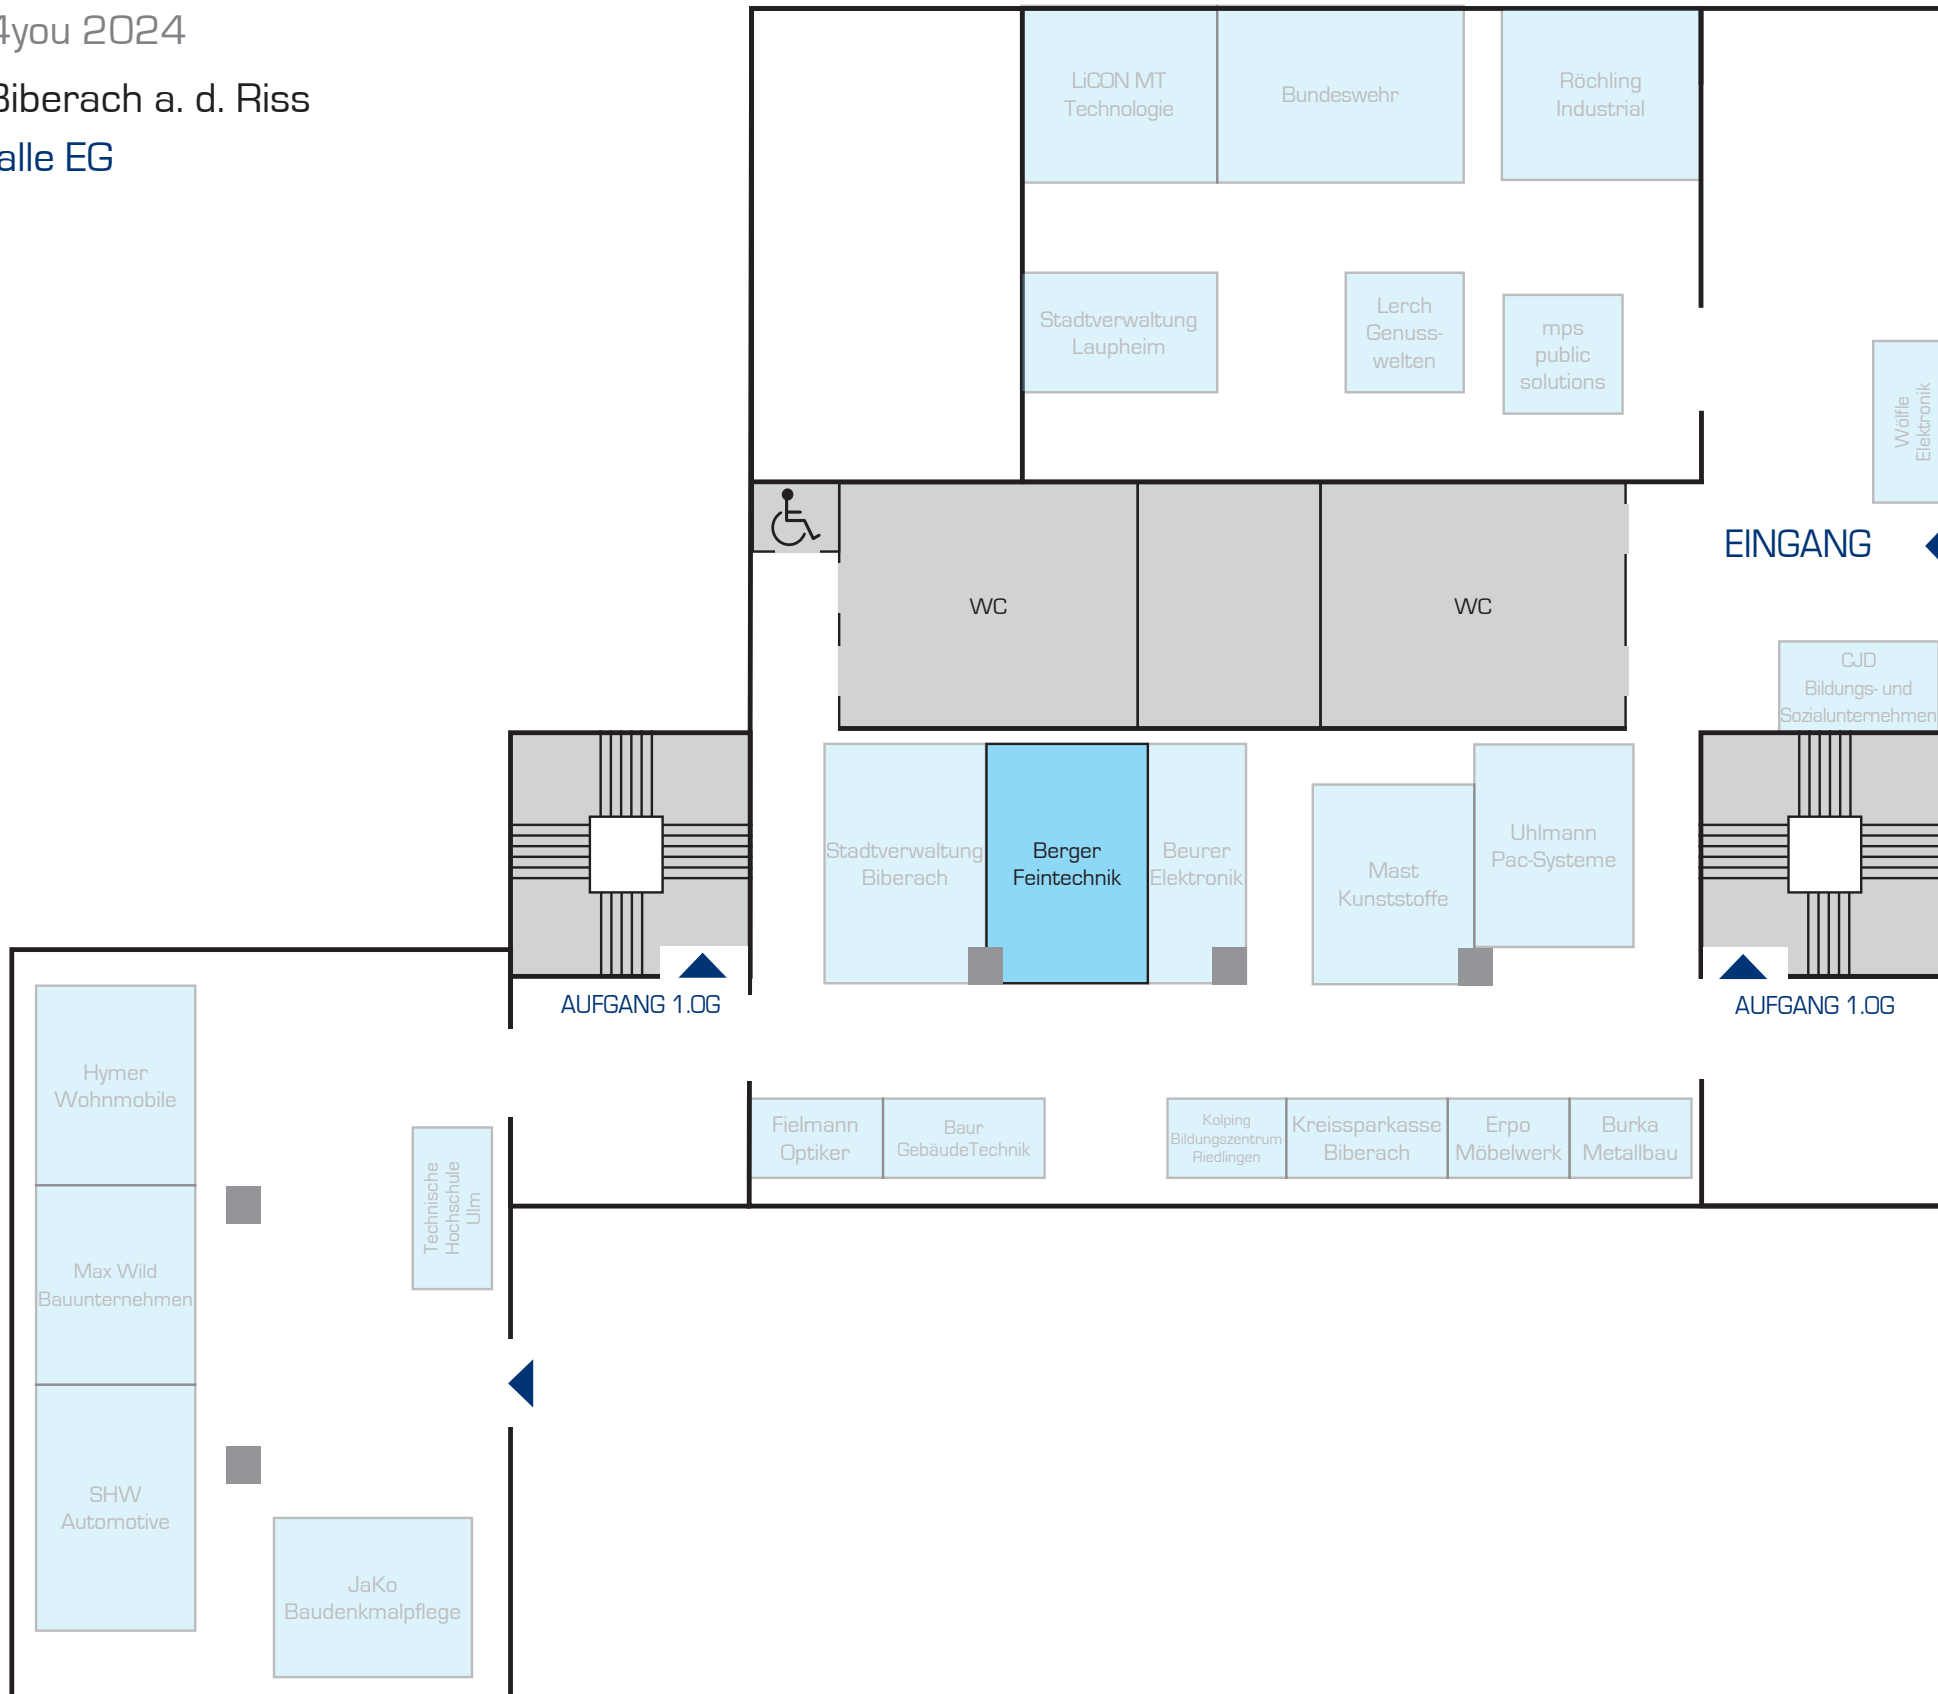 4you 2024
Biberach a. d. Riss
alle EG
LiCON MT
Technologie
Bundeswehr
Röchling
Industrial
Stadtverwaltung
Laupheim
Lerch
Genuss-
welten
mps
public
solutions
Wölfle
Elektronik
EINGANG
WC
WC
CJD
Bildungs- und
Sozialunternehmen
Stadtverwaltung
Biberach
Berger
Feintechnik
Beurer
Elektronik
Mast
Kunststoffe
Uhlmann
Pac-Systeme
AUFGANG 1.OG
AUFGANG 1.OG
Hymer
Wohnmobile
Technische
Hochschule
Ulm
Fielmann
Optiker
Baur
GebäudeTechnik
Kolping
Bildungszentrum
Riedlingen
Kreissparkasse
Biberach
Erpo
Möbelwerk
Burka
Metallbau
Max Wild
Bauunternehmen
SHW
Automotive
JaKo
Baudenkmalpflege